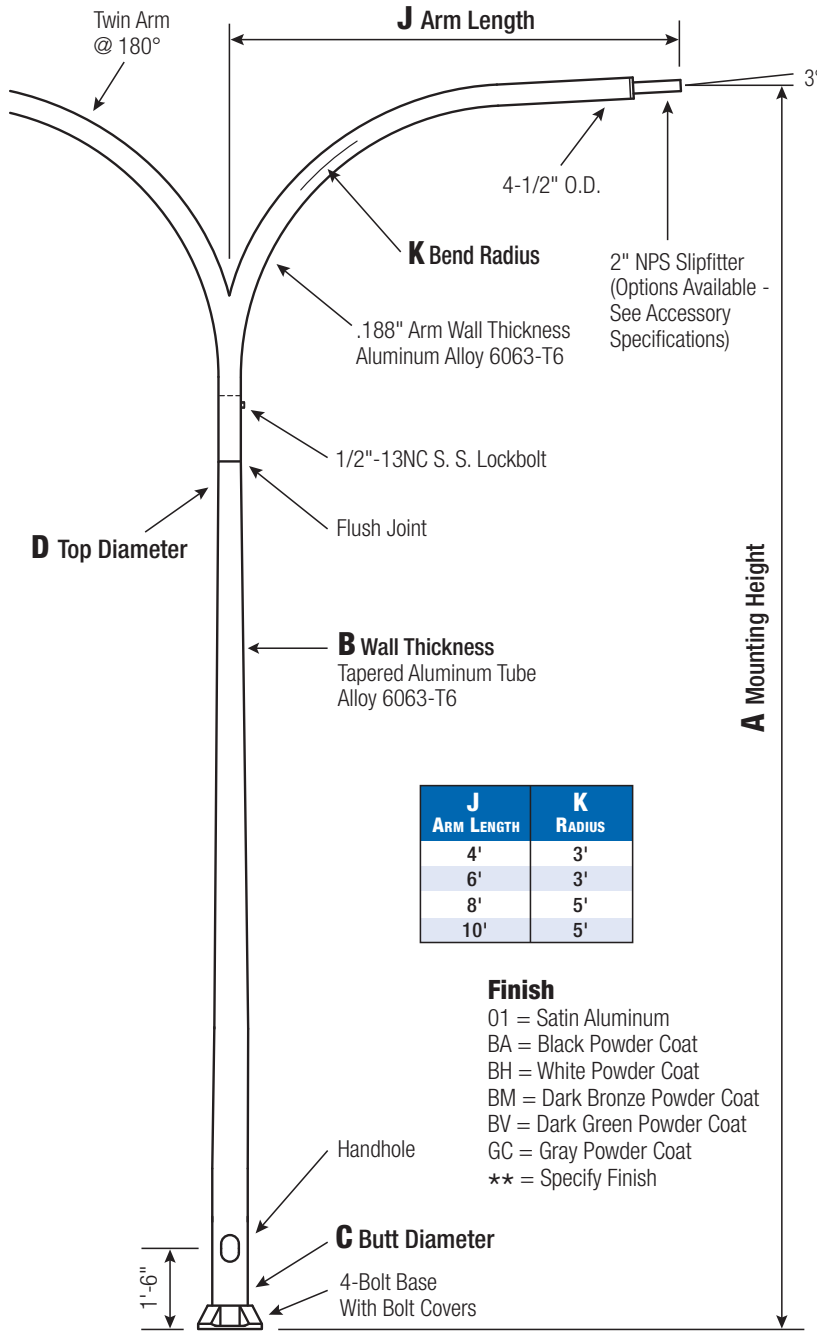 Twin Arm
@ 180°
J Arm Length
3°
4-1/2" O.D.
K Bend Radius
2" NPS Slipfitter
(Options Available -
See Accessory
Specifications)
.188" Arm Wall Thickness
Aluminum Alloy 6063-T6
1/2"-13NC S. S. Lockbolt
Flush Joint
D Top Diameter
B Wall Thickness
Tapered Aluminum Tube
Alloy 6063-T6
A Mounting Height
J K
ARM LENGTH RADIUS
4' 3'
6' 3'
8' 5'
10' 5'
Finish
01 = Satin Aluminum
BA = Black Powder Coat
BH = White Powder Coat
BM = Dark Bronze Powder Coat
BV = Dark Green Powder Coat
GC = Gray Powder Coat
** = Specify Finish
Handhole
C Butt Diameter
1'-6"
4-Bolt Base
With Bolt Covers